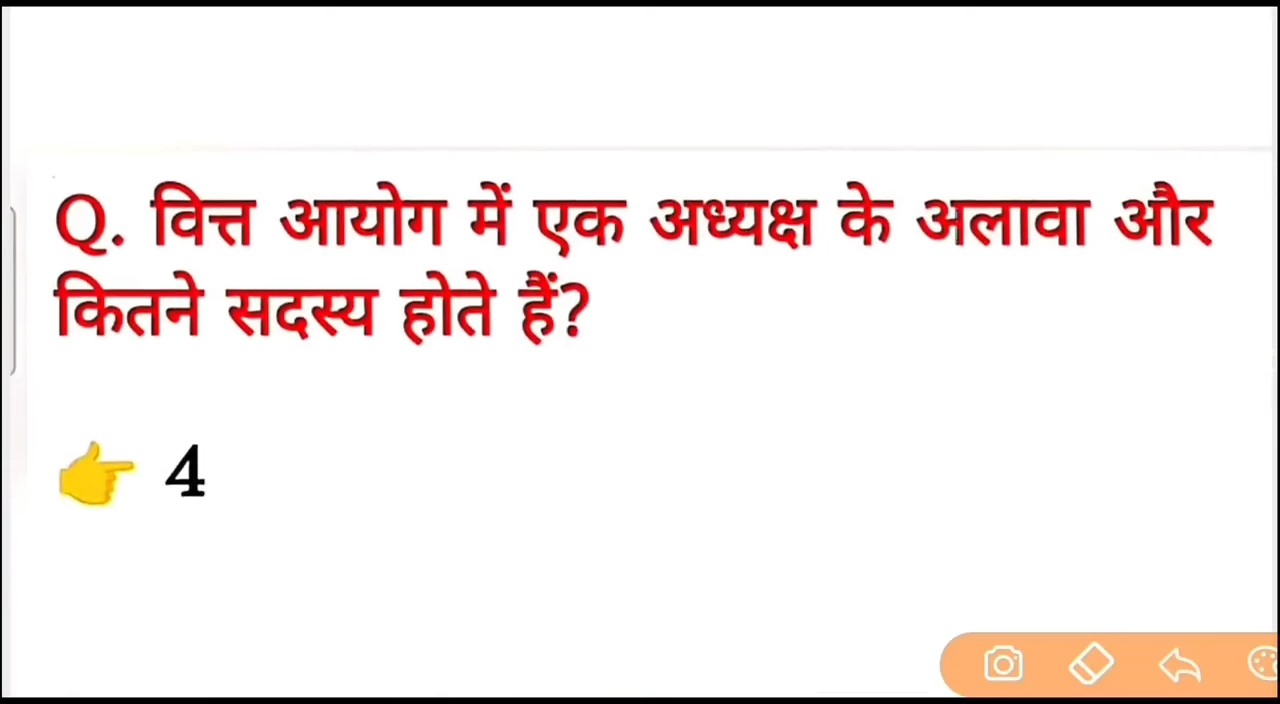 Q. वित्त आयोग में एक अध्यक्ष के अलावा और
कितने सदस्य होते हैं?
👉 4